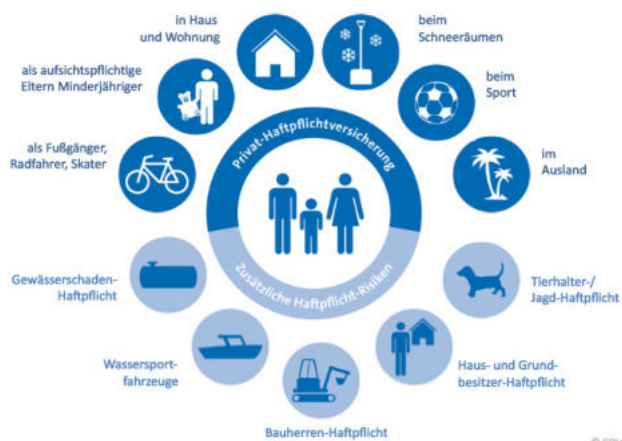 in Haus
und Wohnung
beim
Schneeräumen
als aufsichtspflichtige
Eltern Minderjähriger
beim
Sport
als Fußgänger,
Radfahrer, Skater
im
Ausland
Privat-Haftpflichtversicherung
Zusätzliche Haftpflicht-Risiken
Gewässerschaden-
Haftpflicht
Tierhalter-/
Jagd-Haftpflicht
Wassersport-
fahrzeuge
Haus- und Grund-
besitzer-Haftpflicht
Bauherren-Haftpflicht